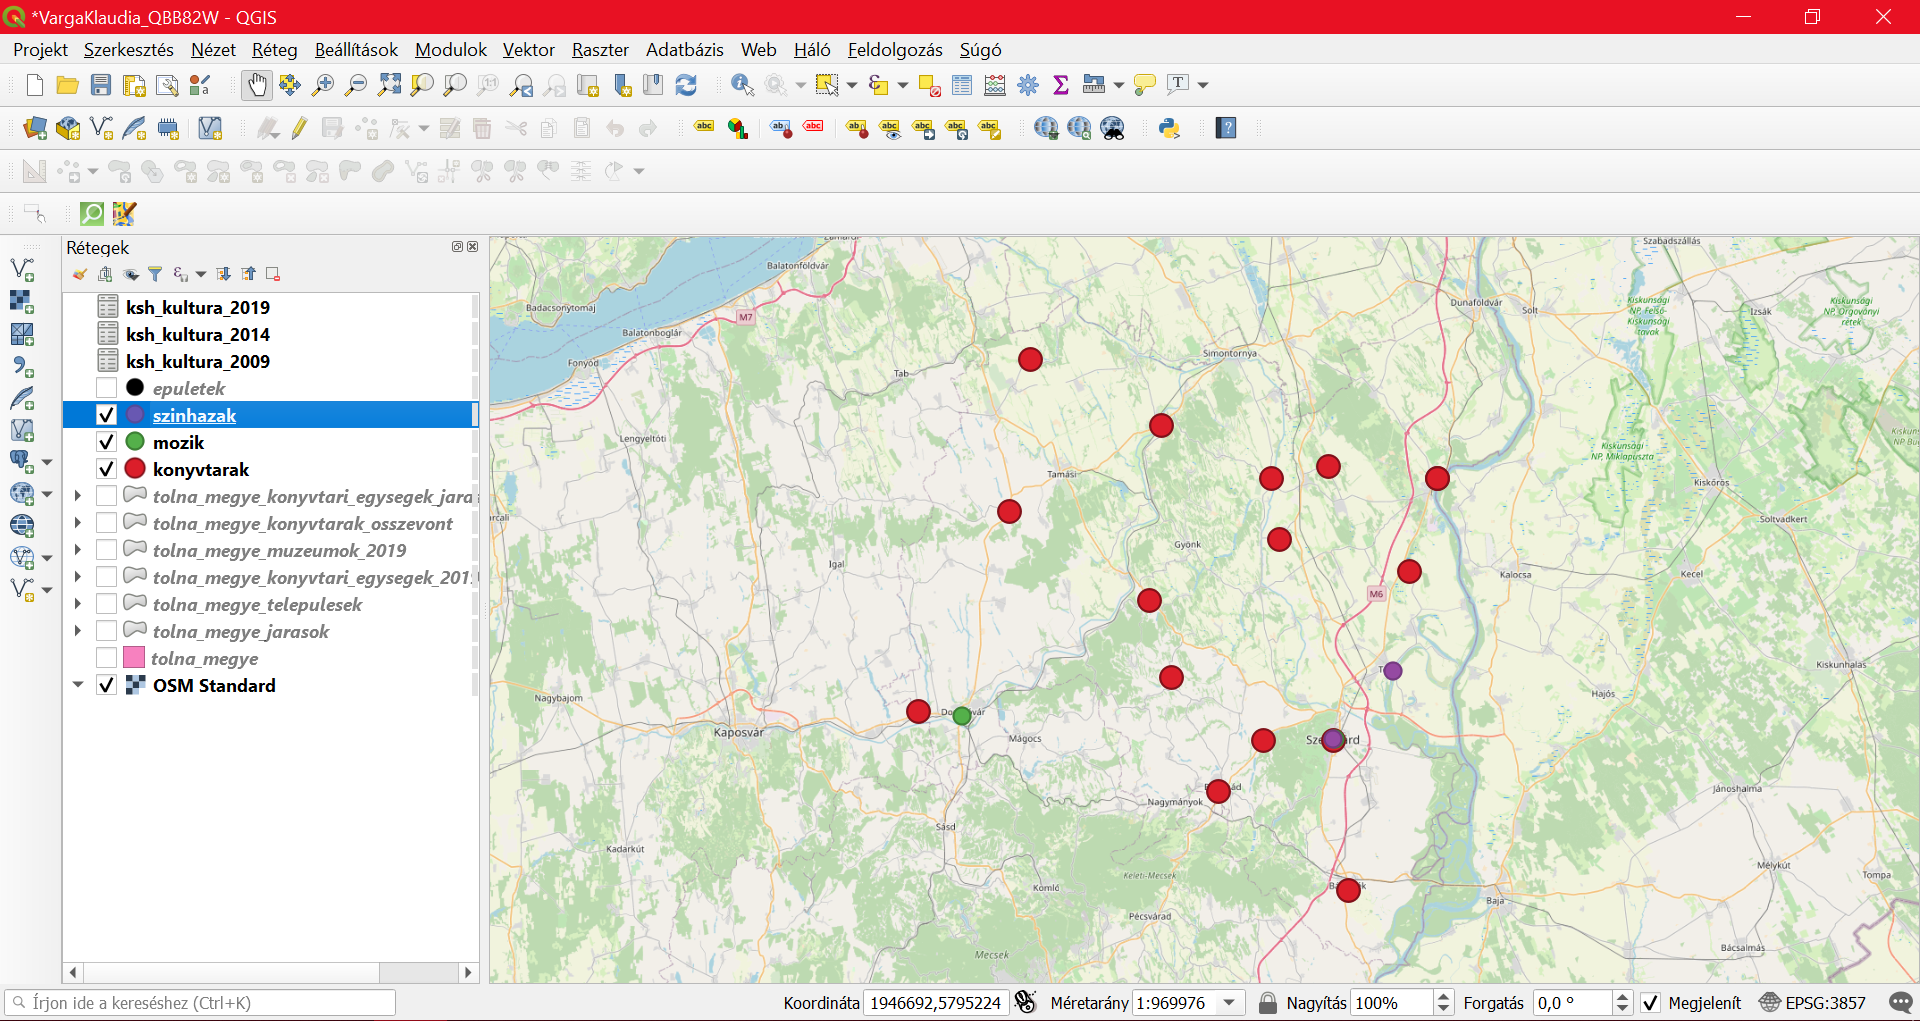 *VargaKlaudia_QBB82W - QGIS
Projekt Szerkesztés Nézet Réteg Beállítások Modulok Vektor Raszter Adatbázis Web Háló Feldolgozás Súgó
Rétegek
ksh_kultura_2019
ksh_kultura_2014
ksh_kultura_2009
epuletek
szinhazak
mozik
konyvtarak
tolna_megye_konyvtari_egysegek_jara
tolna_megye_konyvtarak_osszevont
tolna_megye_muzeumok_2019
tolna_megye_konyvtari_egysegek_201
tolna_megye_telepulesek
tolna_megye_jarasok
tolna_megye
OSM Standard
Szabadszállás
Balatonföldvár
Badacsonytomaj
Balatonboglár
M7
Fonyód
Tab
Simontornya
Dunaföldvár
Solt
Kiskunsági
NP, Felső-
Kiskunsági
tavak
Izsák
Kiskunsági
NP, Orgoványi
rétek
Lengyeltóti
Tamási
Kiskunsági
NP, Miklapuszta
Kiskőrös
Soltvadkert
Igal
Gyönk
Kalocsa
Kecel
M6
Nagybajom
Kaposvár
Mágocs
Hajós
Kiskunhalas
Nagymányok
Jánoshalma
Sásd
Kadarkút
Keleti-Mecsek
Komló
Pécsvárad
Mecsek
Baja
Mélykút
Tompa
Bácsalmás
Írjon ide a kereséshez (Ctrl+K)
Koordináta 1946692,5795224 Méretarány 1:969976 Nagyítás 100% Forgatás 0,0 ° Megjelenít EPSG:3857